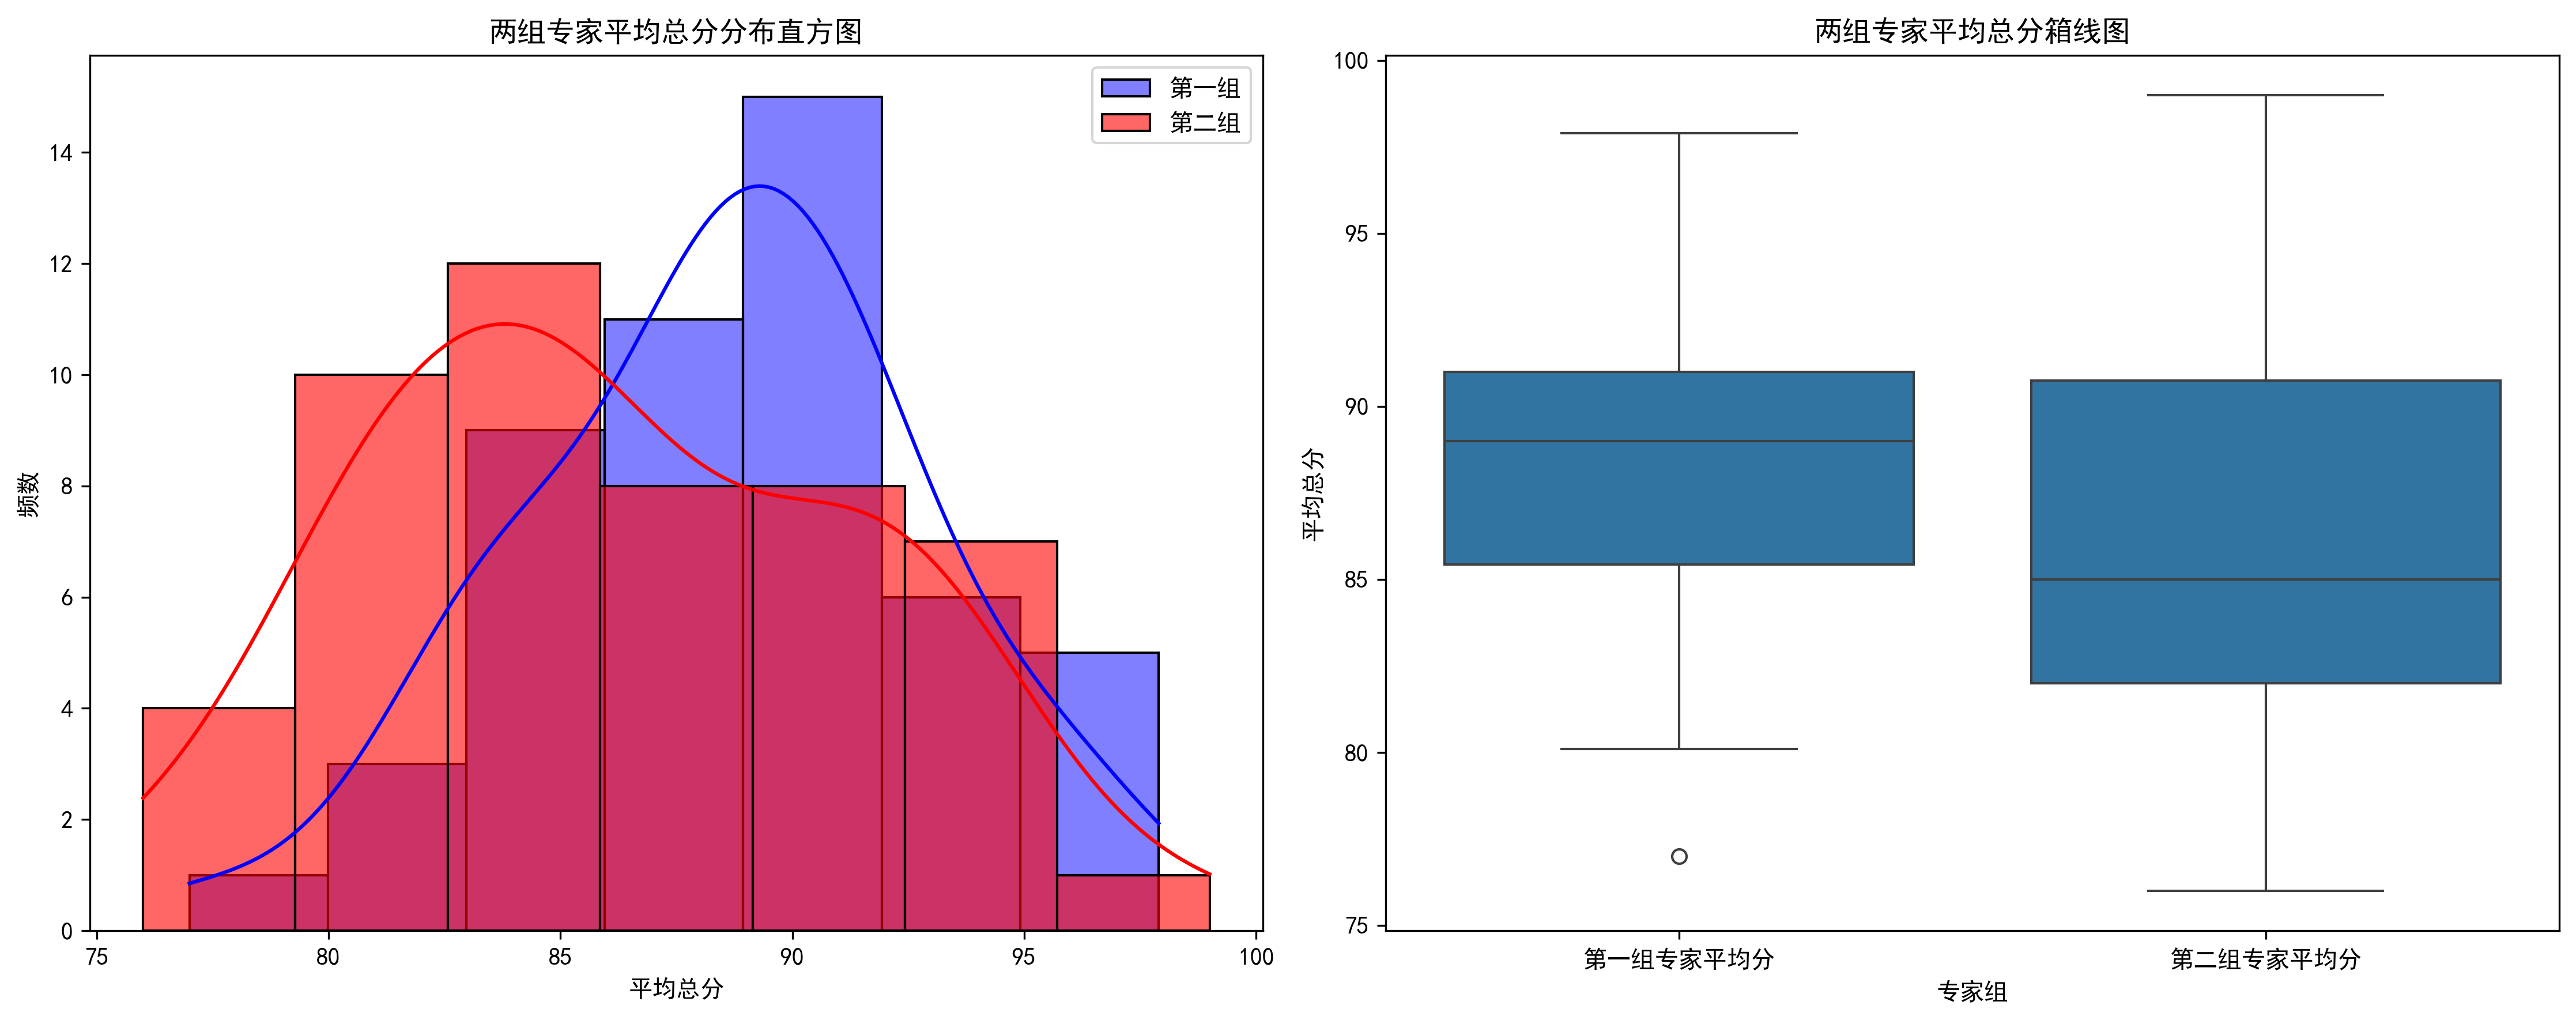 两组专家平均总分分布直方图
第一组
第二组
频数
14
12
10
8
6
4
2
0
75
80
85
90
95
100
平均总分
两组专家平均总分箱线图
平均总分
100
95
90
85
80
75
第一组专家平均分
第二组专家平均分
专家组